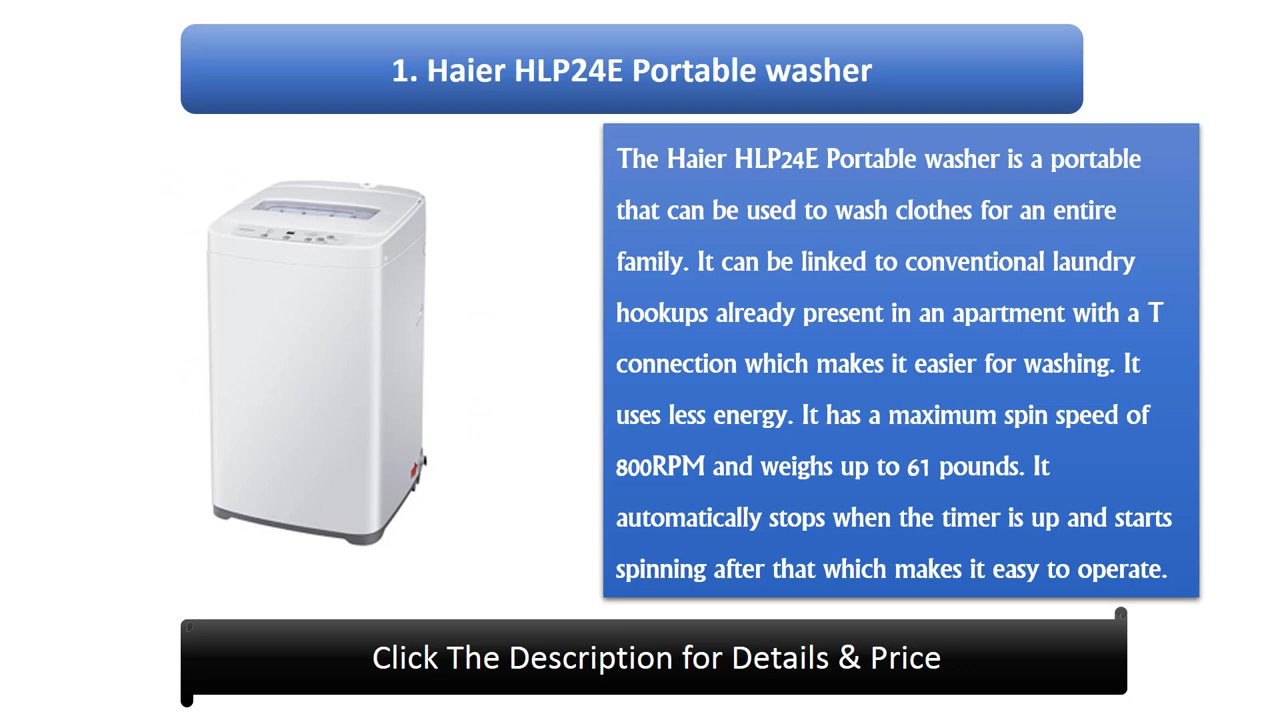 1. Haier HLP24E Portable washer
The Haier HLP24E Portable washer is a portable
that can be used to wash clothes for an entire
family. It can be linked to conventional laundry
hookups already present in an apartment with a T
connection which makes it easier for washing. It
uses less energy. It has a maximum spin speed of
800RPM and weighs up to 61 pounds. It
automatically stops when the timer is up and starts
spinning after that which makes it easy to operate.
Click The Description for Details & Price